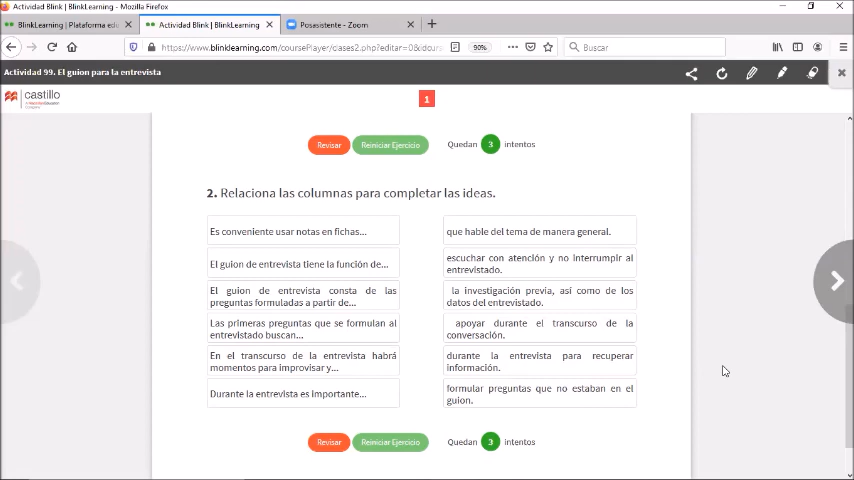 Actividad Blink | BlinkLearning - Mozilla Firefox
BlinkLearning | Plataforma edu
Actividad Blink | BlinkLearning
Posasistente - Zoom
https://www.blinklearning.com/coursePlayer/clases2.php?editar=0&idcura
90%
Buscar
Actividad 99. El guion para la entrevista
castillo
1
Revisar
Reiniciar Ejercicio
Quedan 3 intentos
2. Relaciona las columnas para completar las ideas.
Es conveniente usar notas en fichas...
que hable del tema de manera general.
El guion de entrevista tiene la función de...
escuchar con atención y no interrumpir al
entrevistado.
El guion de entrevista consta de las
preguntas formuladas a partir de...
la investigación previa, así como de los
datos del entrevistado.
Las primeras preguntas que se formulan al
entrevistado buscan...
apoyar durante el transcurso de la
conversación.
En el transcurso de la entrevista habrá
momentos para improvisar y...
durante la entrevista para recuperar
información.
Durante la entrevista es importante...
formular preguntas que no estaban en el
guion.
Revisar
Reiniciar Ejercicio
Quedan 3 intentos